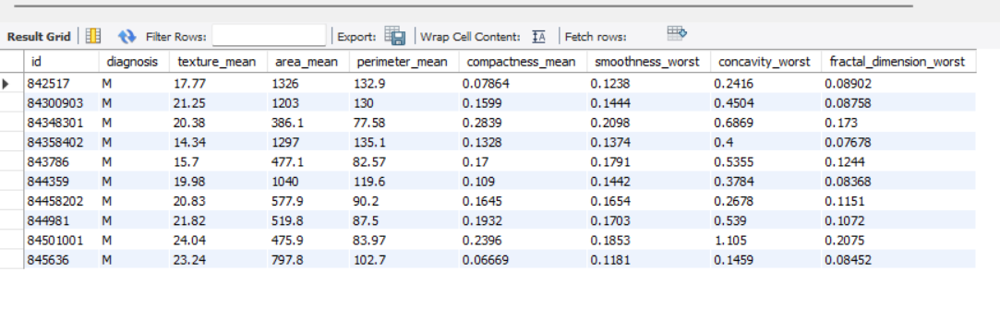 Result Grid Filter Rows: Export: Wrap Cell Content: Fetch rows:
id diagnosis texture_mean area_mean perimeter_mean compactness_mean smoothness_worst concavity_worst fractal_dimension_worst
842517 M 17.77 1326 132.9 0.07864 0.1238 0.2416 0.08902
84300903 M 21.25 1203 130 0.1599 0.1444 0.4504 0.08758
84348301 M 20.38 386.1 77.58 0.2839 0.2098 0.6869 0.173
84358402 M 14.34 1297 135.1 0.1328 0.1374 0.4 0.07678
843786 M 15.7 477.1 82.57 0.17 0.1791 0.5355 0.1244
844359 M 19.98 1040 119.6 0.109 0.1442 0.3784 0.08368
84458202 M 20.83 577.9 90.2 0.1645 0.1654 0.2678 0.1151
844981 M 21.82 519.8 87.5 0.1932 0.1703 0.539 0.1072
84501001 M 24.04 475.9 83.97 0.2396 0.1853 1.105 0.2075
845636 M 23.24 797.8 102.7 0.06669 0.1181 0.1459 0.08452